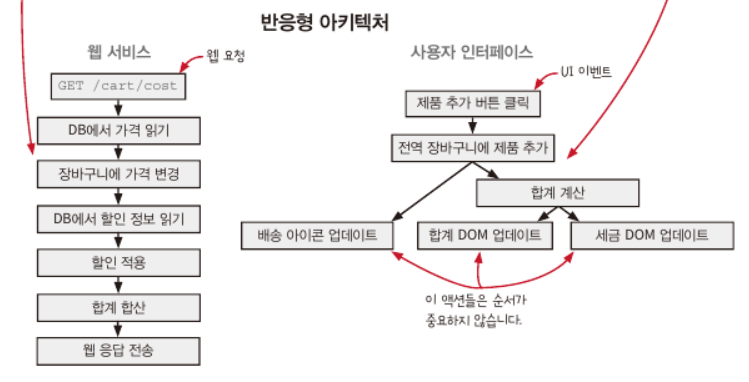 반응형 아키텍처
웹 서비스
웹 요청
GET /cart/cost
DB에서 가격 읽기
장바구니에 가격 변경
DB에서 할인 정보 읽기
할인 적용
합계 합산
웹 응답 전송
사용자 인터페이스
UI 이벤트
제품 추가 버튼 클릭
전역 장바구니에 제품 추가
합계 계산
배송 아이콘 업데이트
합계 DOM 업데이트
세금 DOM 업데이트
이 액션들은 순서가
중요하지 않습니다.